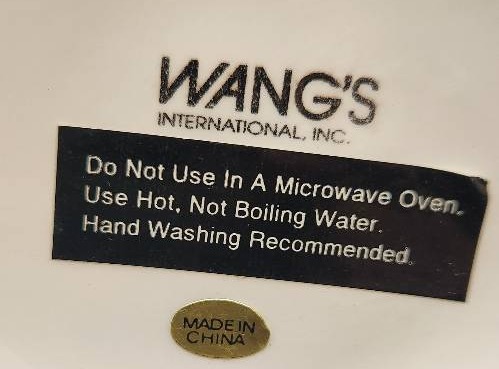 WANG'S
INTERNATIONAL, INC.
Do Not Use In A Microwave Oven.
Use Hot, Not Boiling Water.
Hand Washing Recommended.
MADE IN
CHINA